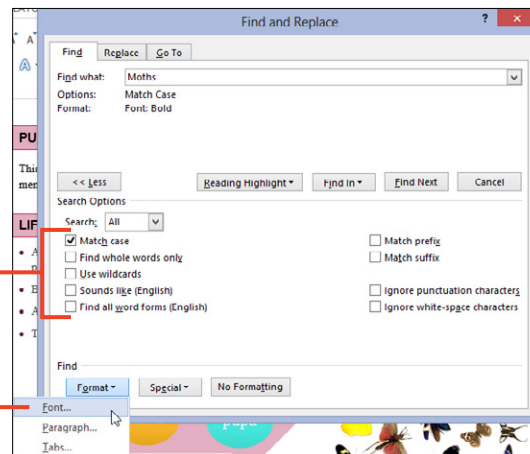 Find and Replace ? x
Find Replace Go To
Find what: Moths
Options: Match Case
Format: Font: Bold
PU
This
men
<< Less Reading Highlight Find In Find Next Cancel
Search Options
LIF
Search: All
Match case Match prefix
Find whole words only Match suffix
Use wildcards
Sounds like (English) Ignore punctuation characters
Find all word forms (English) Ignore white-space characters
Find
Format Special No Formatting
Font...
Paragraph...
Tabs...
pupa